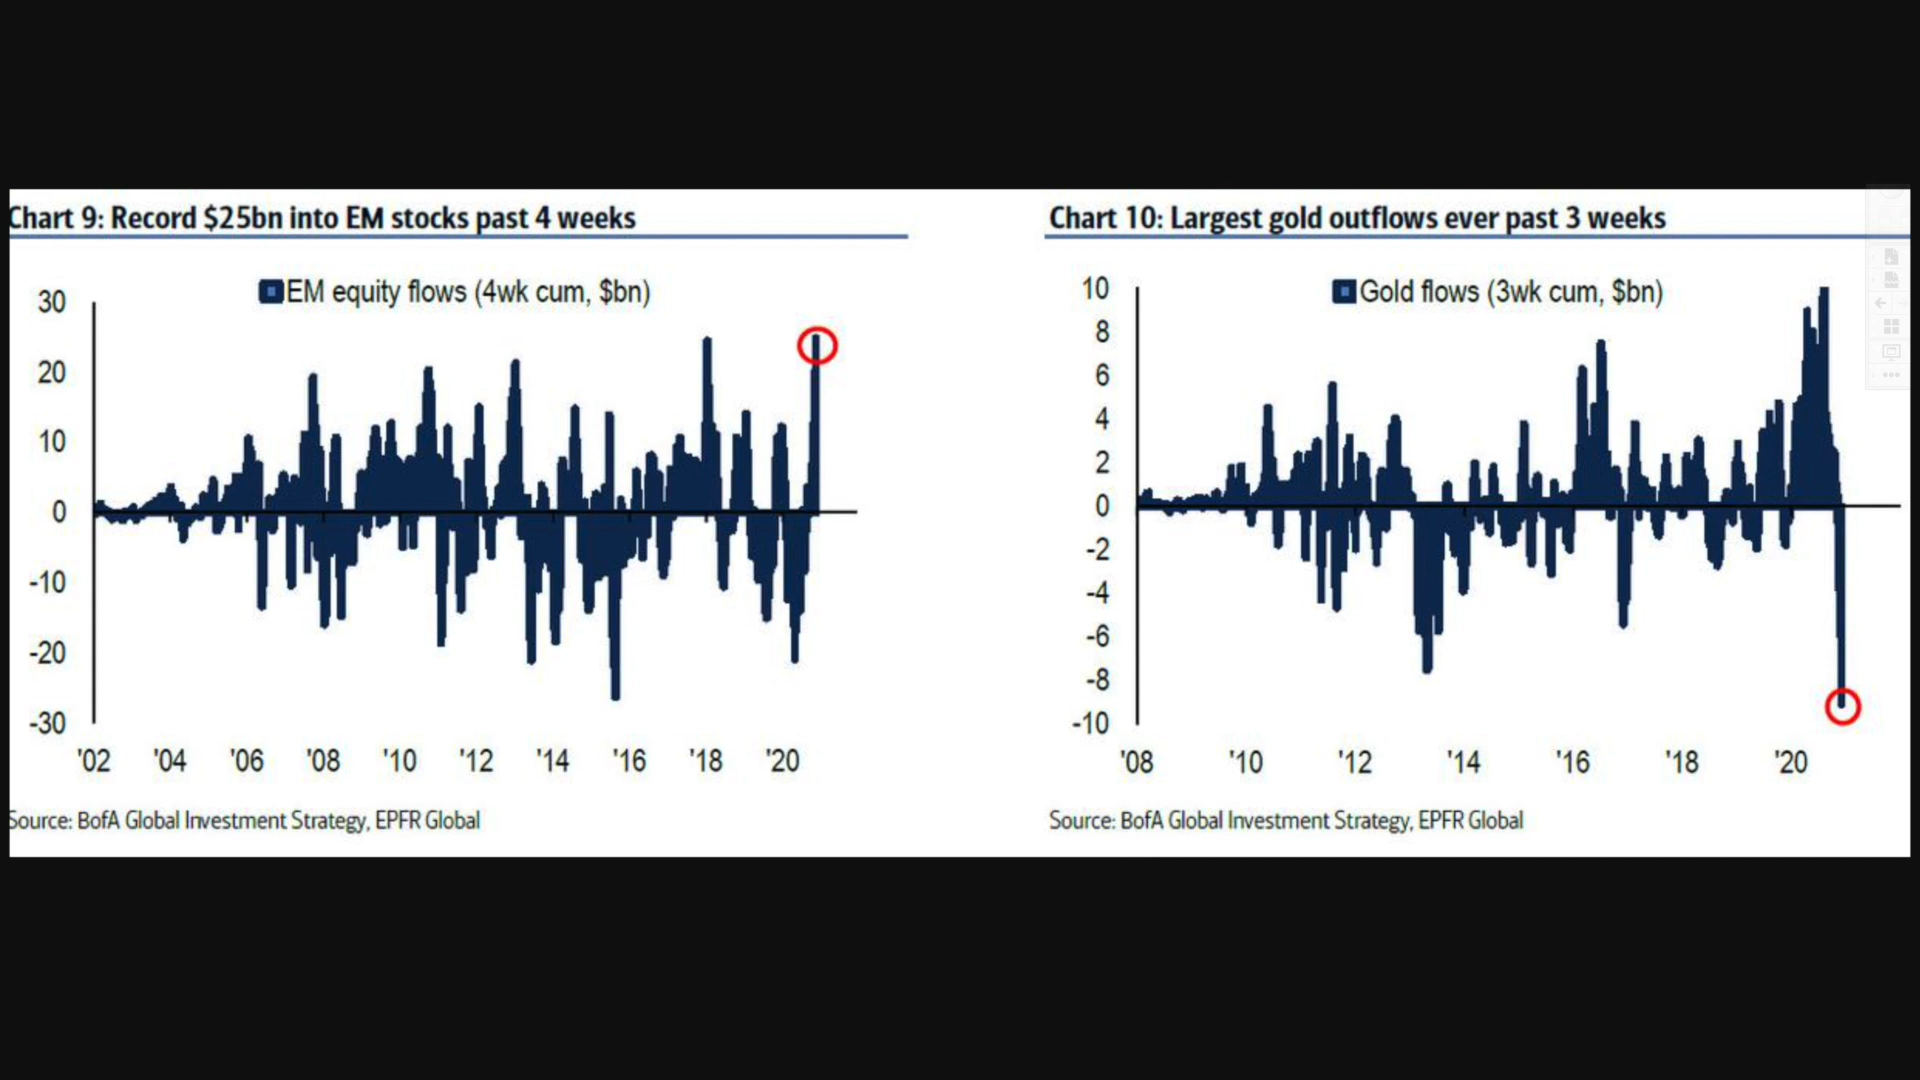 Chart 9: Record $25bn into EM stocks past 4 weeks
EM equity flows (4wk cum, $bn)
30
20
10
0
-10
-20
-30
'02 '04 '06 '08 '10 '12 '14 '16 '18 '20
Source: BofA Global Investment Strategy, EPFR Global
Chart 10: Largest gold outflows ever past 3 weeks
Gold flows (3wk cum, $bn)
10
8
6
4
2
0
-2
-4
-6
-8
-10
'08 '10 '12 '14 '16 '18 '20
Source: BofA Global Investment Strategy, EPFR Global